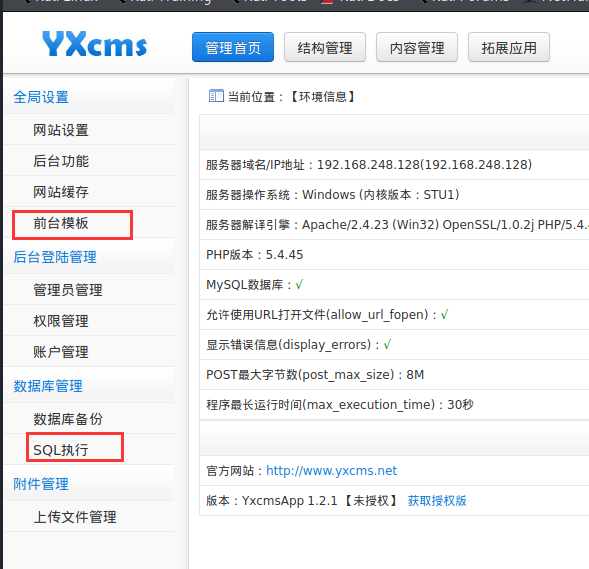 YXcms
管理首页 结构管理 内容管理 拓展应用
全局设置
网站设置
后台功能
网站缓存
前台模板
后台登陆管理
管理员管理
权限管理
账户管理
数据库管理
数据库备份
SQL执行
附件管理
上传文件管理
当前位置：【环境信息】
服务器域名/IP地址：192.168.248.128(192.168.248.128)
服务器操作系统：Windows (内核版本：STU1)
服务器解译引擎：Apache/2.4.23 (Win32) OpenSSL/1.0.2j PHP/5.4.
PHP版本：5.4.45
MySQL数据库：√
允许使用URL打开文件(allow_url_fopen)：√
显示错误信息(display_errors)：√
POST最大字节数(post_max_size)：8M
程序最长运行时间(max_execution_time)：30秒
官方网站：http://www.yxcms.net
版本：YxcmsApp 1.2.1【未授权】 获取授权版